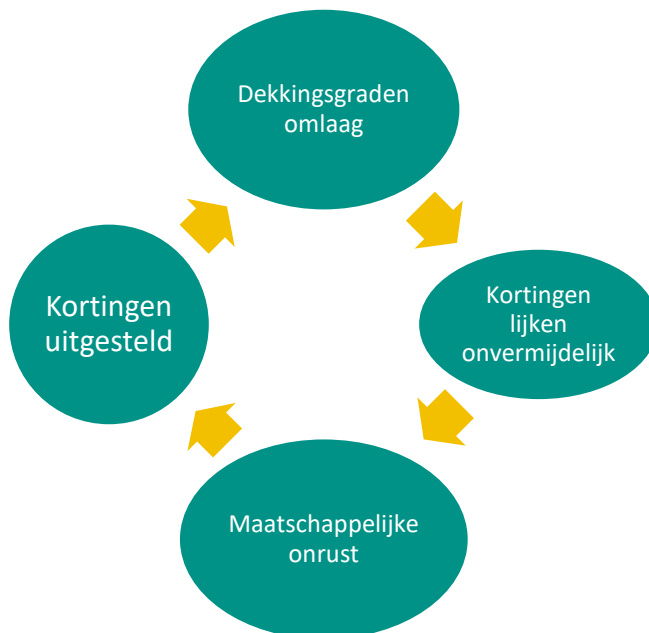 Dekkingsgraden
omlaag
Kortingen
lijken
onvermijdelijk
Maatschappelijke
onrust
Kortingen
uitgesteld